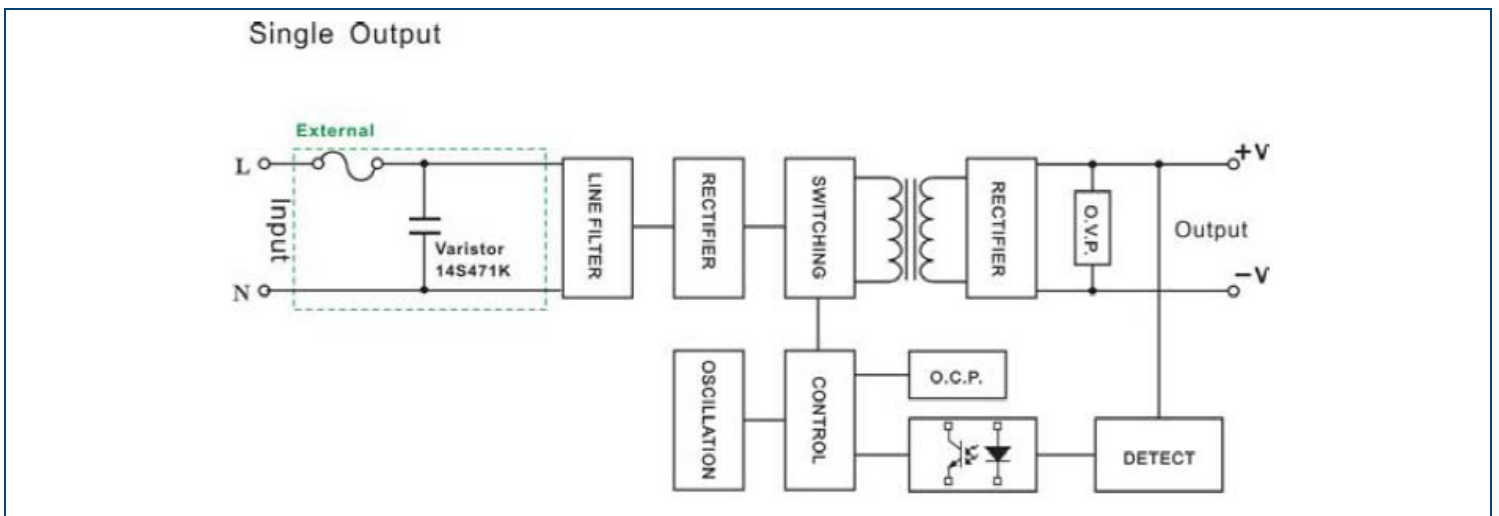 Single Output
External
L
Input
N
Varistor
14S471K
LINE FILTER
RECTIFIER
SWITCHING
RECTIFIER
O.V.P.
+V
Output
-V
OSCILLATION
CONTROL
O.C.P.
DETECT